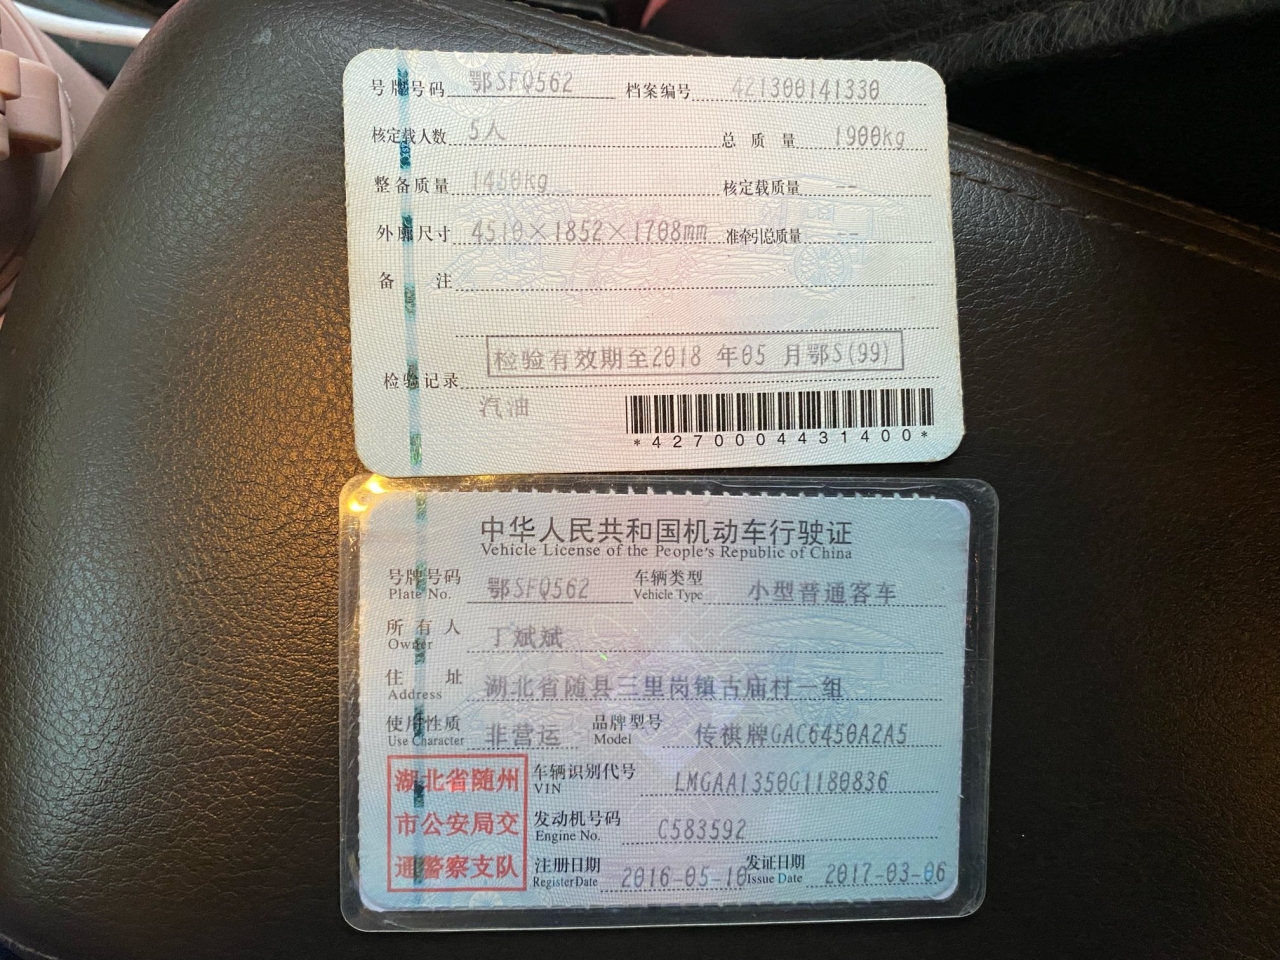 号牌号码 鄂SFQ562 档案编号 421300141330
核定载人数 5人 总质量 1900kg
整备质量 1450kg 核定载质量 --
外廓尺寸 4510×1852×1708mm 准牵引总质量 --
备注
检验有效期至2018 年05 月鄂S(99)
检验记录
汽油
*4270004431400*
中华人民共和国机动车行驶证
Vehicle License of the People's Republic of China
号牌号码 鄂SFQ562 车辆类型 小型普通客车
Plate No. Vehicle Type
所有人 丁斌斌
Owner
住址 湖北省随县三里岗镇古庙村一组
Address
使用性质 非营运 品牌型号 传祺牌GAC6450A2A5
Use Character Model
湖北省随州
市公安局交
通警察支队
车辆识别代号 LMGAA1350G1180836
VIN
发动机号码 C583592
Engine No.
注册日期 2016-05-10 发证日期 2017-03-06
Register Date Issue Date